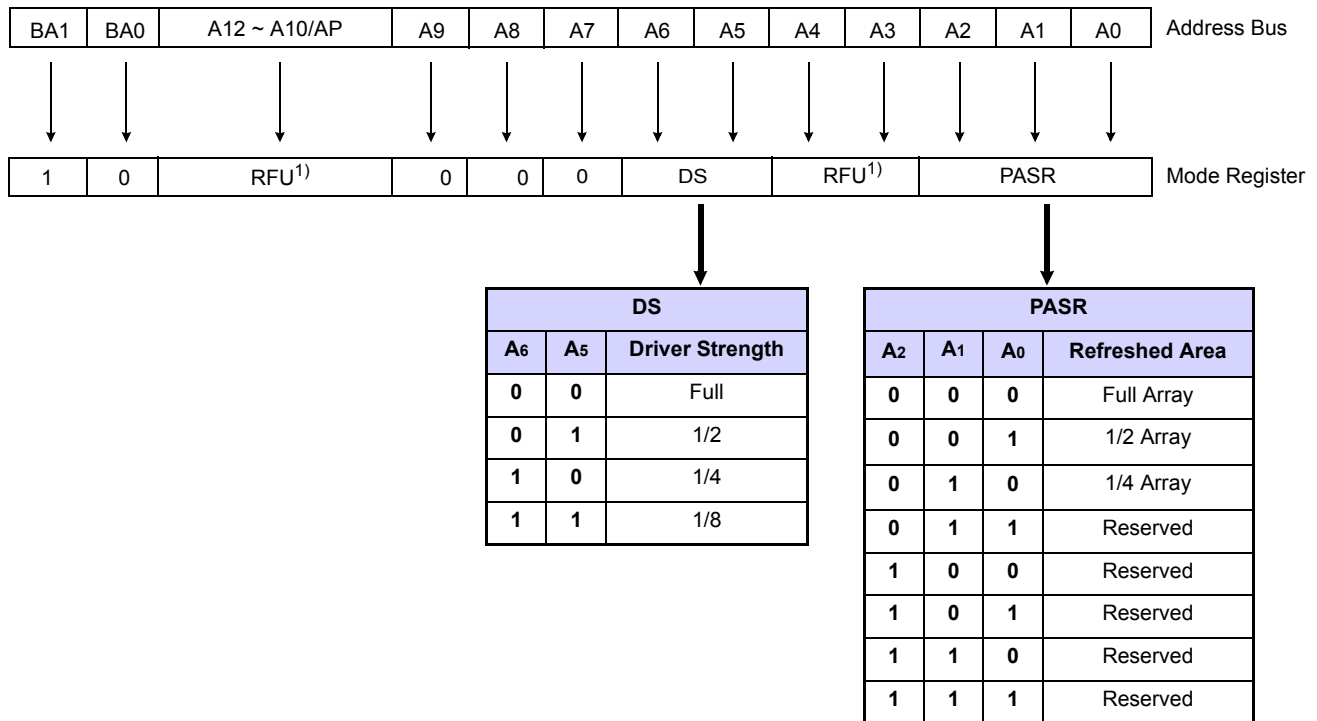 BA1 BA0 A12 ~ A10/AP A9 A8 A7 A6 A5 A4 A3 A2 A1 A0 Address Bus
1 0 RFU1) 0 0 0 DS RFU1) PASR Mode Register
DS
A6 A5 Driver Strength
0 0 Full
0 1 1/2
1 0 1/4
1 1 1/8
PASR
A2 A1 A0 Refreshed Area
0 0 0 Full Array
0 0 1 1/2 Array
0 1 0 1/4 Array
0 1 1 Reserved
1 0 0 Reserved
1 0 1 Reserved
1 1 0 Reserved
1 1 1 Reserved